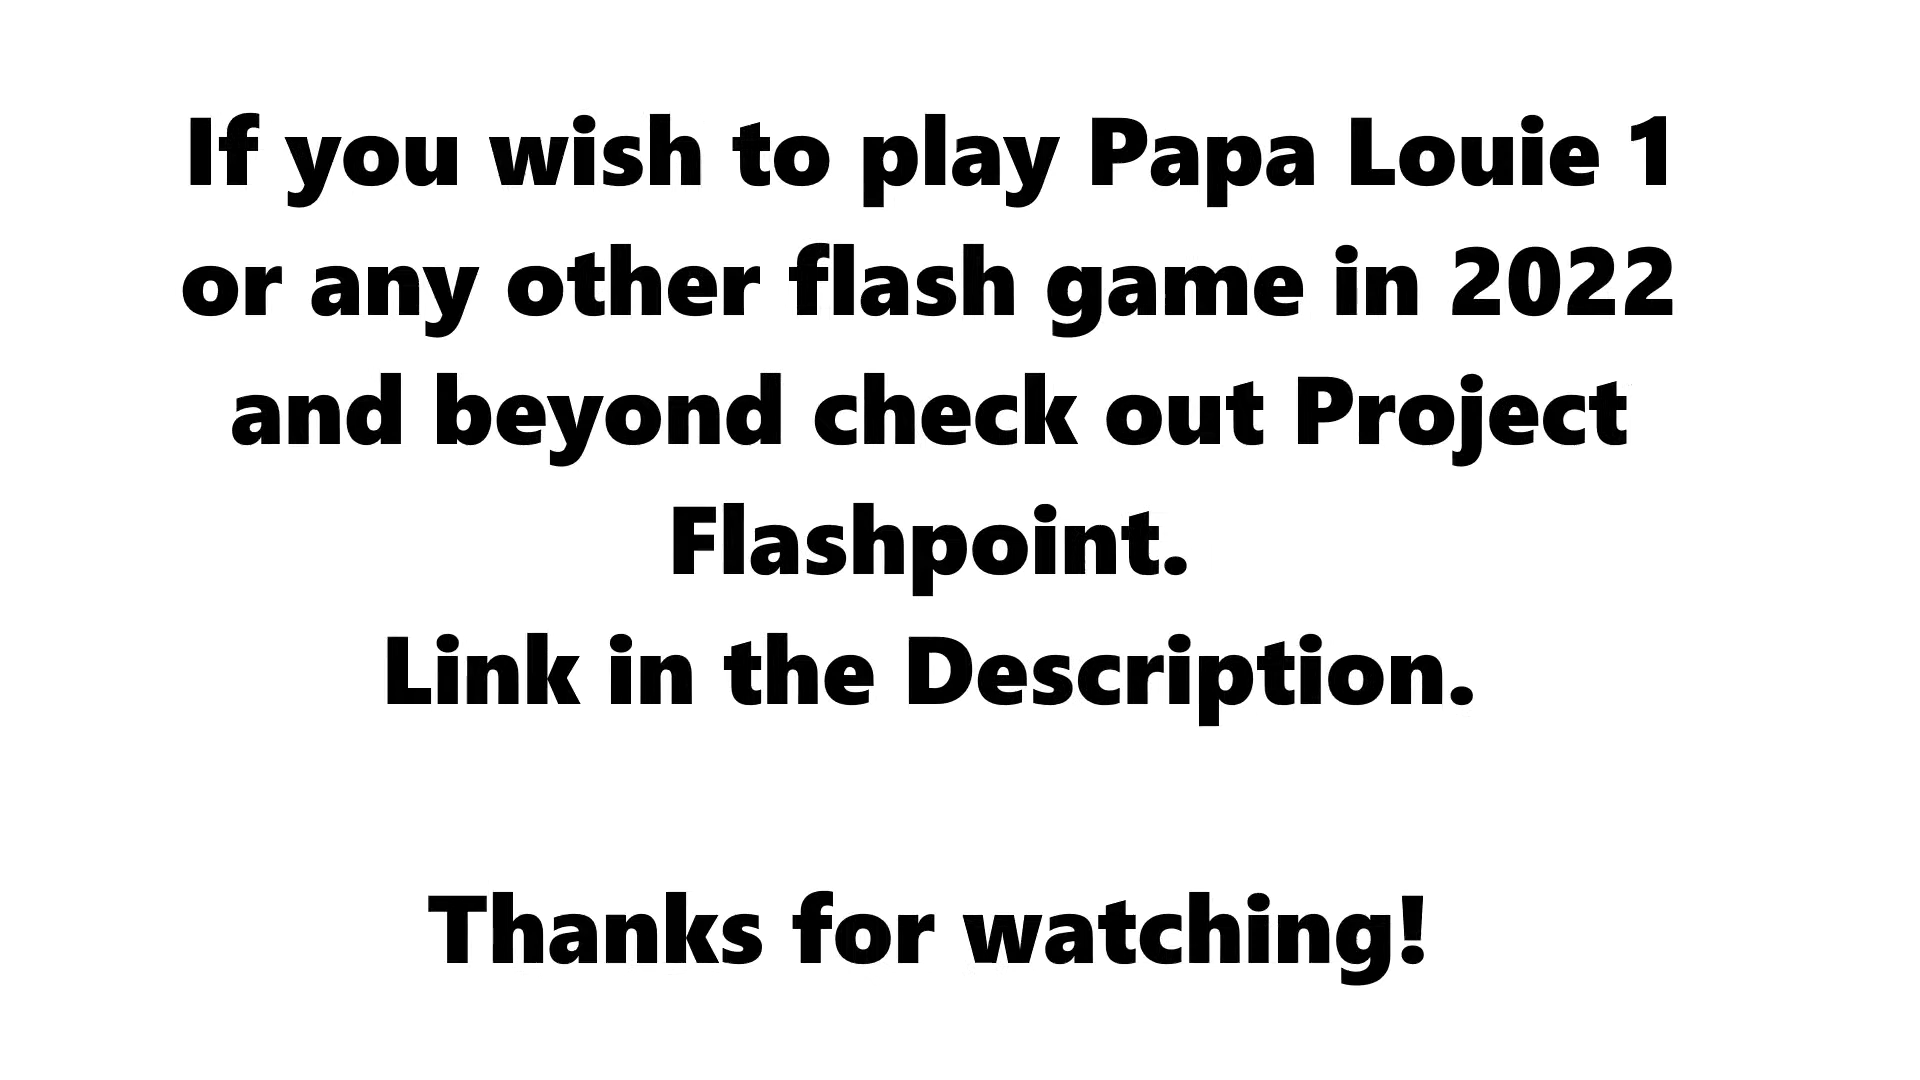 If you wish to play Papa Louie 1
or any other flash game in 2022
and beyond check out Project
Flashpoint.
Link in the Description.
Thanks for watching!